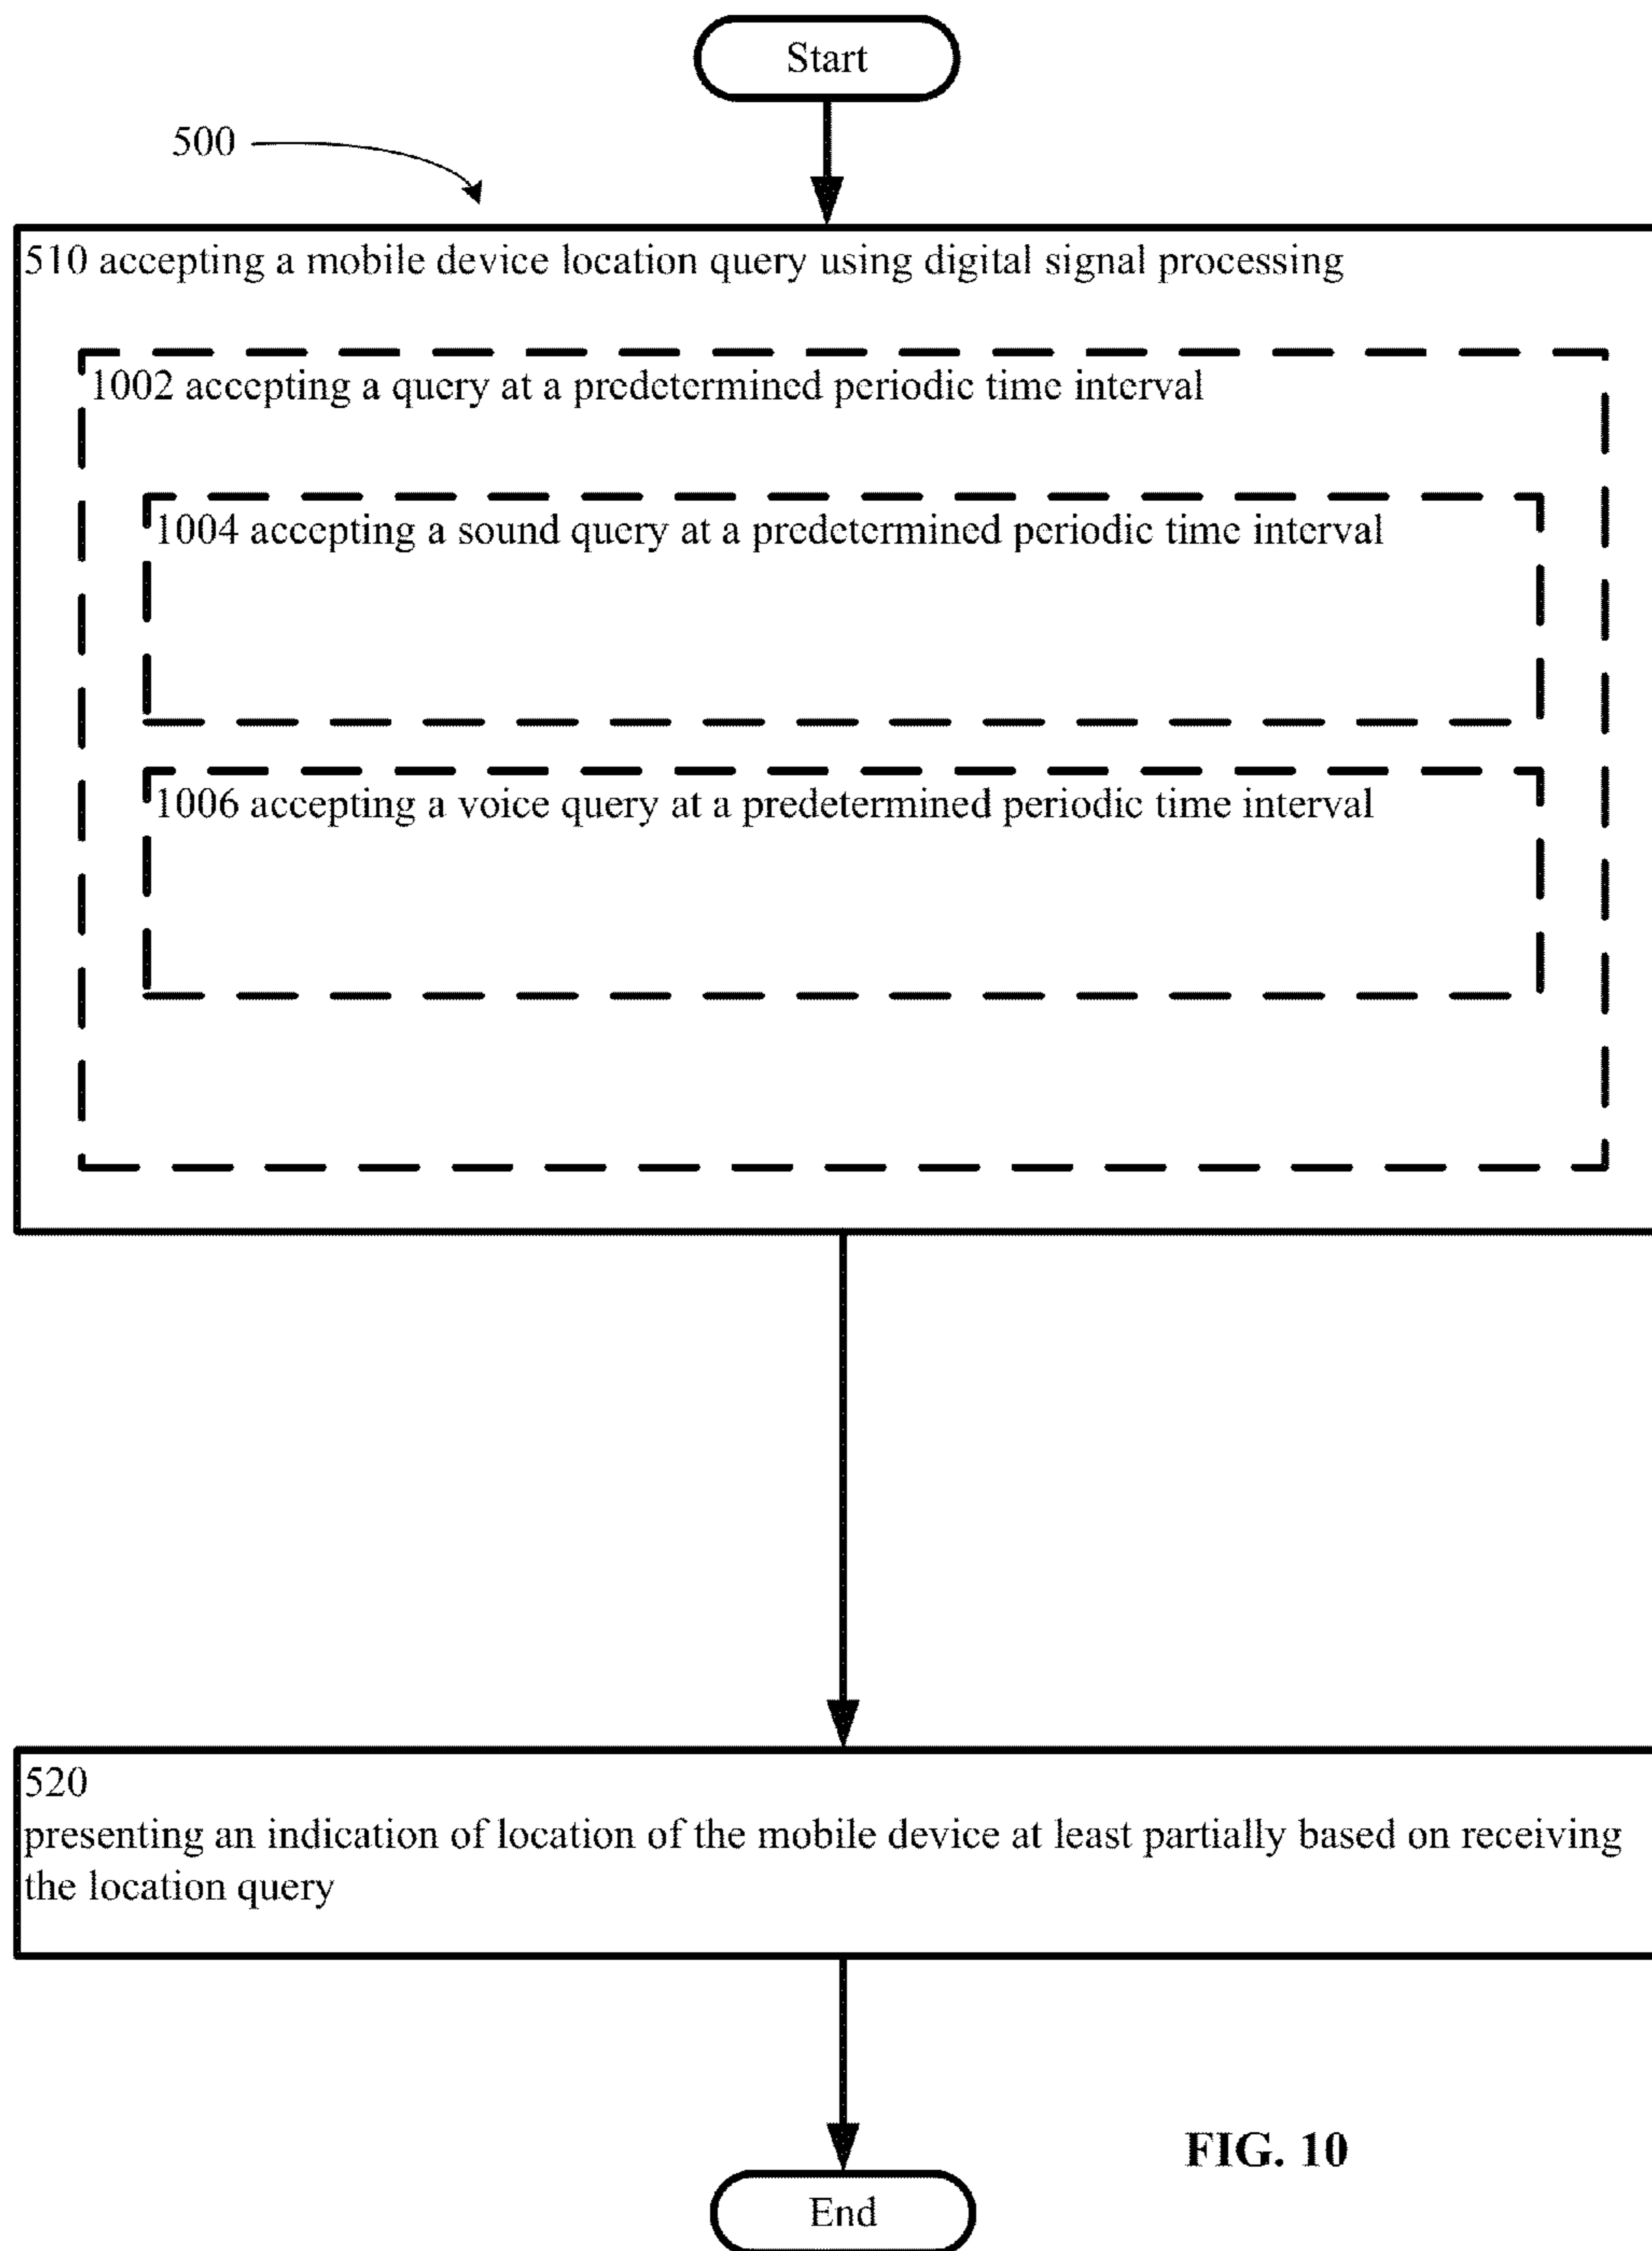 Start
500
510 accepting a mobile device location query using digital signal processing
1002 accepting a query at a predetermined periodic time interval
1004 accepting a sound query at a predetermined periodic time interval
1006 accepting a voice query at a predetermined periodic time interval
520
presenting an indication of location of the mobile device at least partially based on receiving
the location query
FIG. 10
End